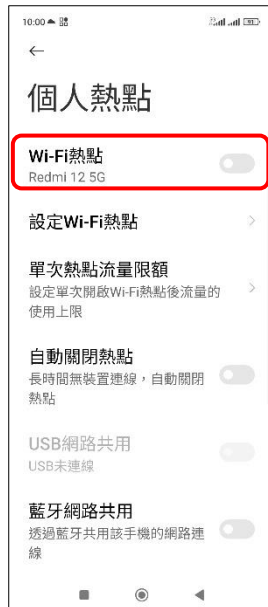 10:00
個人熱點
Wi-Fi熱點
Redmi 12 5G
設定Wi-Fi熱點
單次熱點流量限額
設定單次開啟Wi-Fi熱點後流量的
使用上限
自動關閉熱點
長時間無裝置連線，自動關閉
熱點
USB網路共用
USB未連線
藍牙網路共用
透過藍牙共用該手機的網路連
線